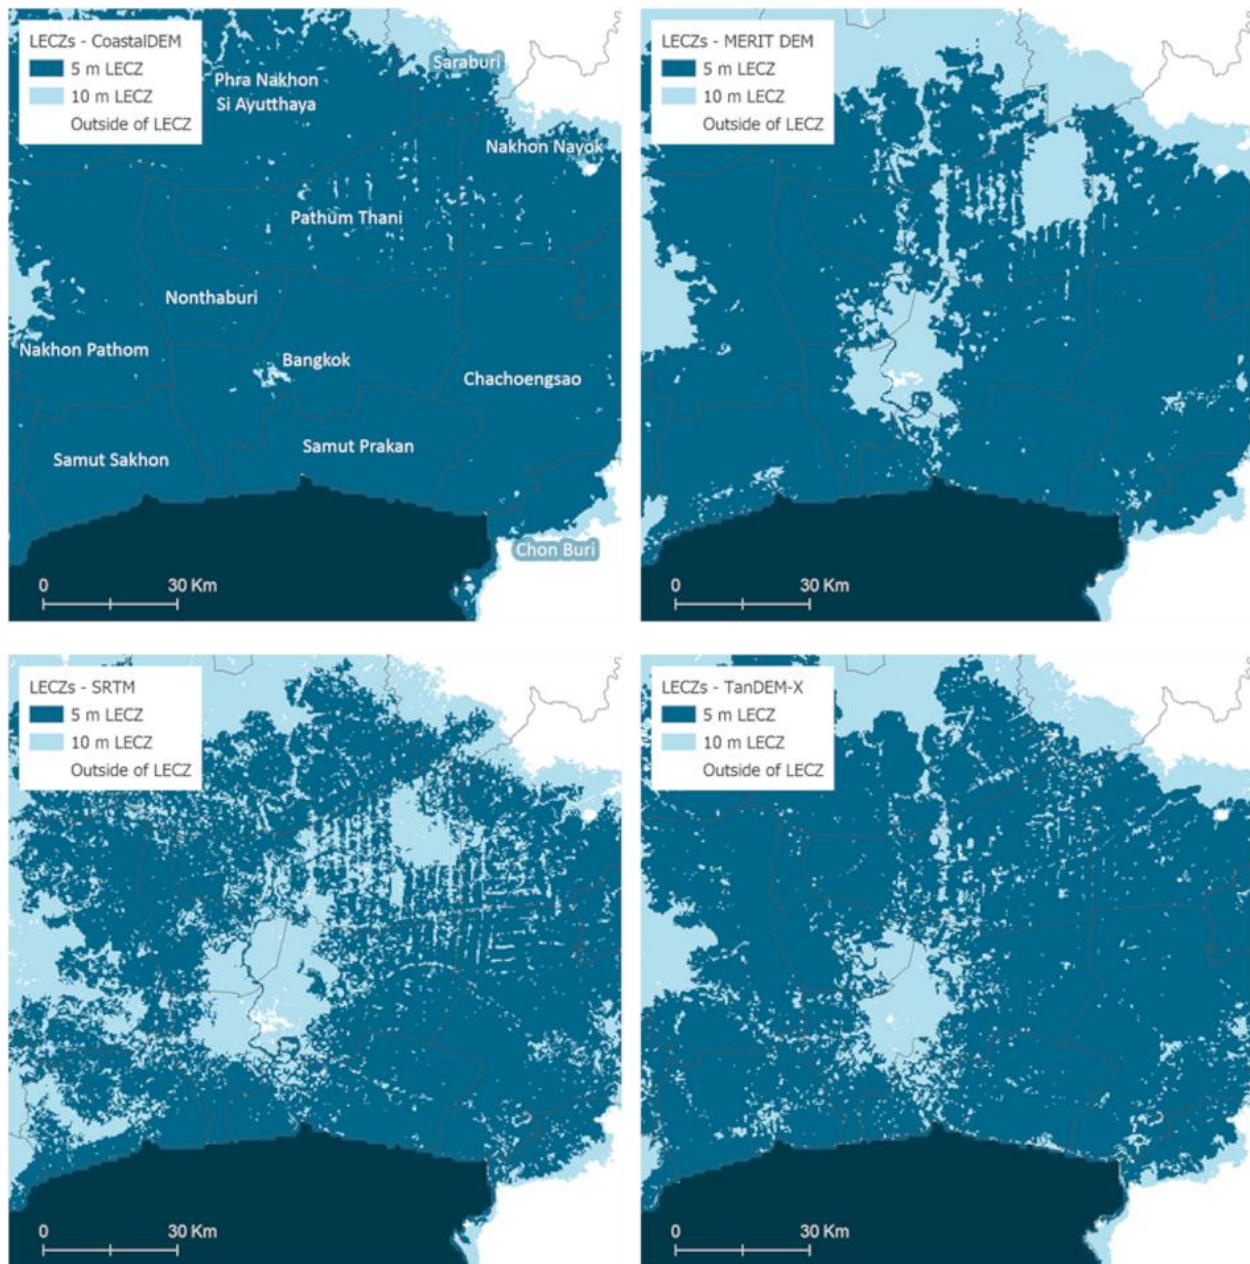 LECZs - CoastalDEM
5 m LECZ
10 m LECZ
Outside of LECZ
Phra Nakhon
Si Ayutthaya
Saraburi
Nakhon Nayok
Pathum Thani
Nonthaburi
Nakhon Pathom
Bangkok
Chachoengsao
Samut Sakhon
Samut Prakan
Chon Buri
0 30 Km
LECZs - MERIT DEM
5 m LECZ
10 m LECZ
Outside of LECZ
0 30 Km
LECZs - SRTM
5 m LECZ
10 m LECZ
Outside of LECZ
0 30 Km
LECZs - TanDEM-X
5 m LECZ
10 m LECZ
Outside of LECZ
0 30 Km